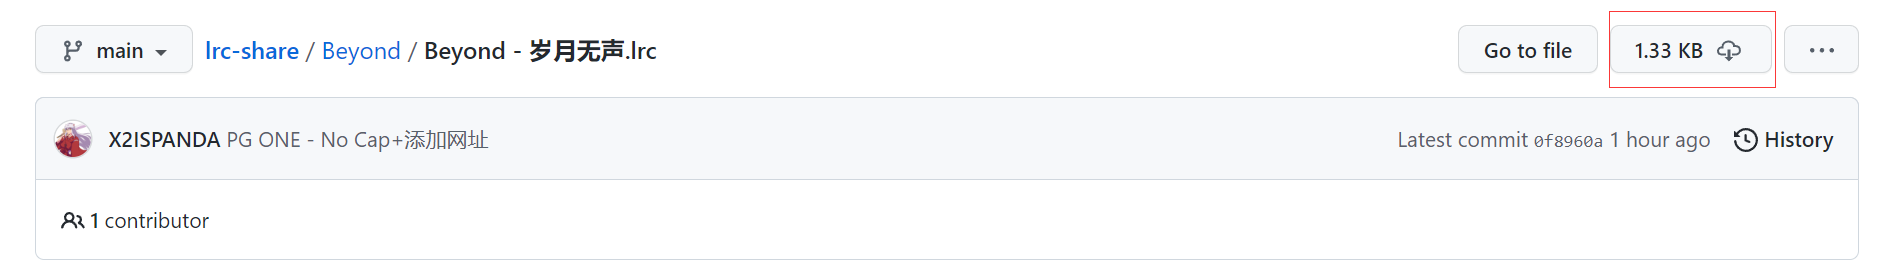 main lrc-share / Beyond / Beyond - 岁月无声.lrc Go to file 1.33 KB
X2ISPANDA PG ONE - No Cap+添加网址 Latest commit 0f8960a 1 hour ago History
1 contributor